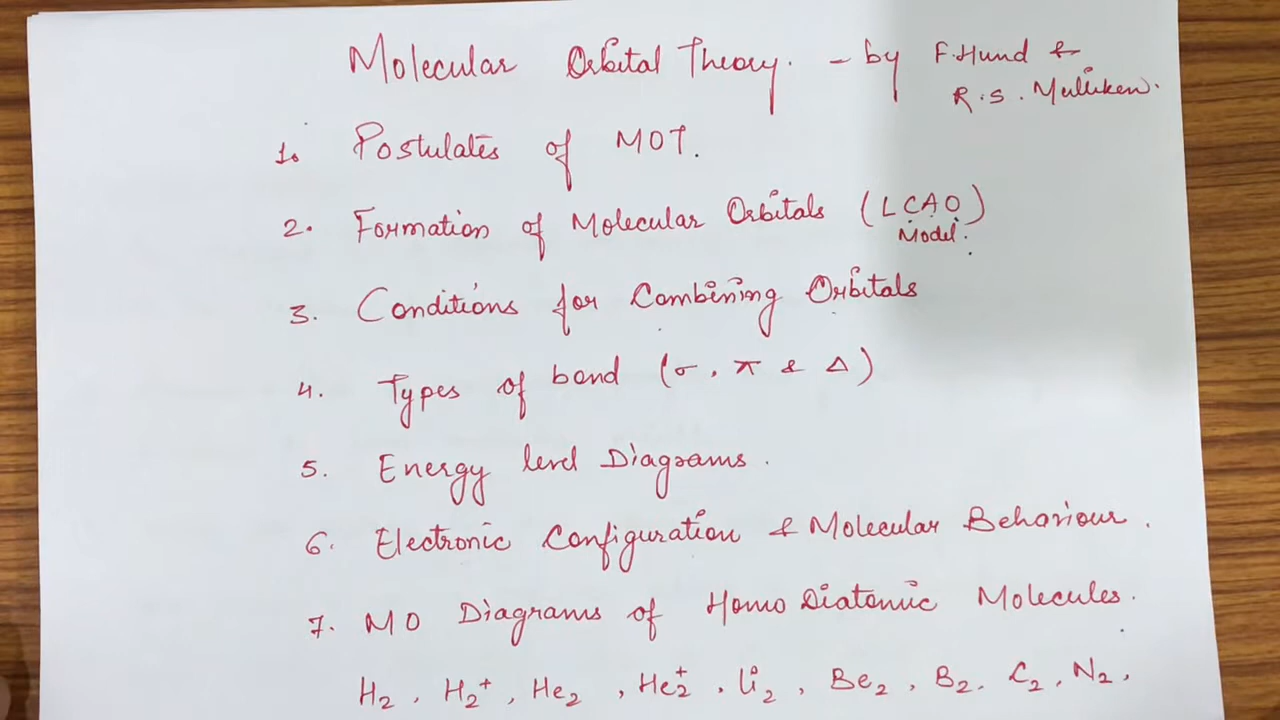 Molecular Orbital Theory. - by F. Hund &
R.S. Mulliken.
1. Postulates of MOT.
2. Formation of Molecular Orbitals (LCAO)
Model.
3. Conditions for Combining Orbitals
4. Types of bond (σ, π & Δ)
5. Energy level Diagrams.
6. Electronic Configuration & Molecular Behaviour.
7. MO Diagrams of Homo Diatomic Molecules.
H₂, H₂⁺, He₂, He₂⁺, Li₂, Be₂, B₂, C₂, N₂,